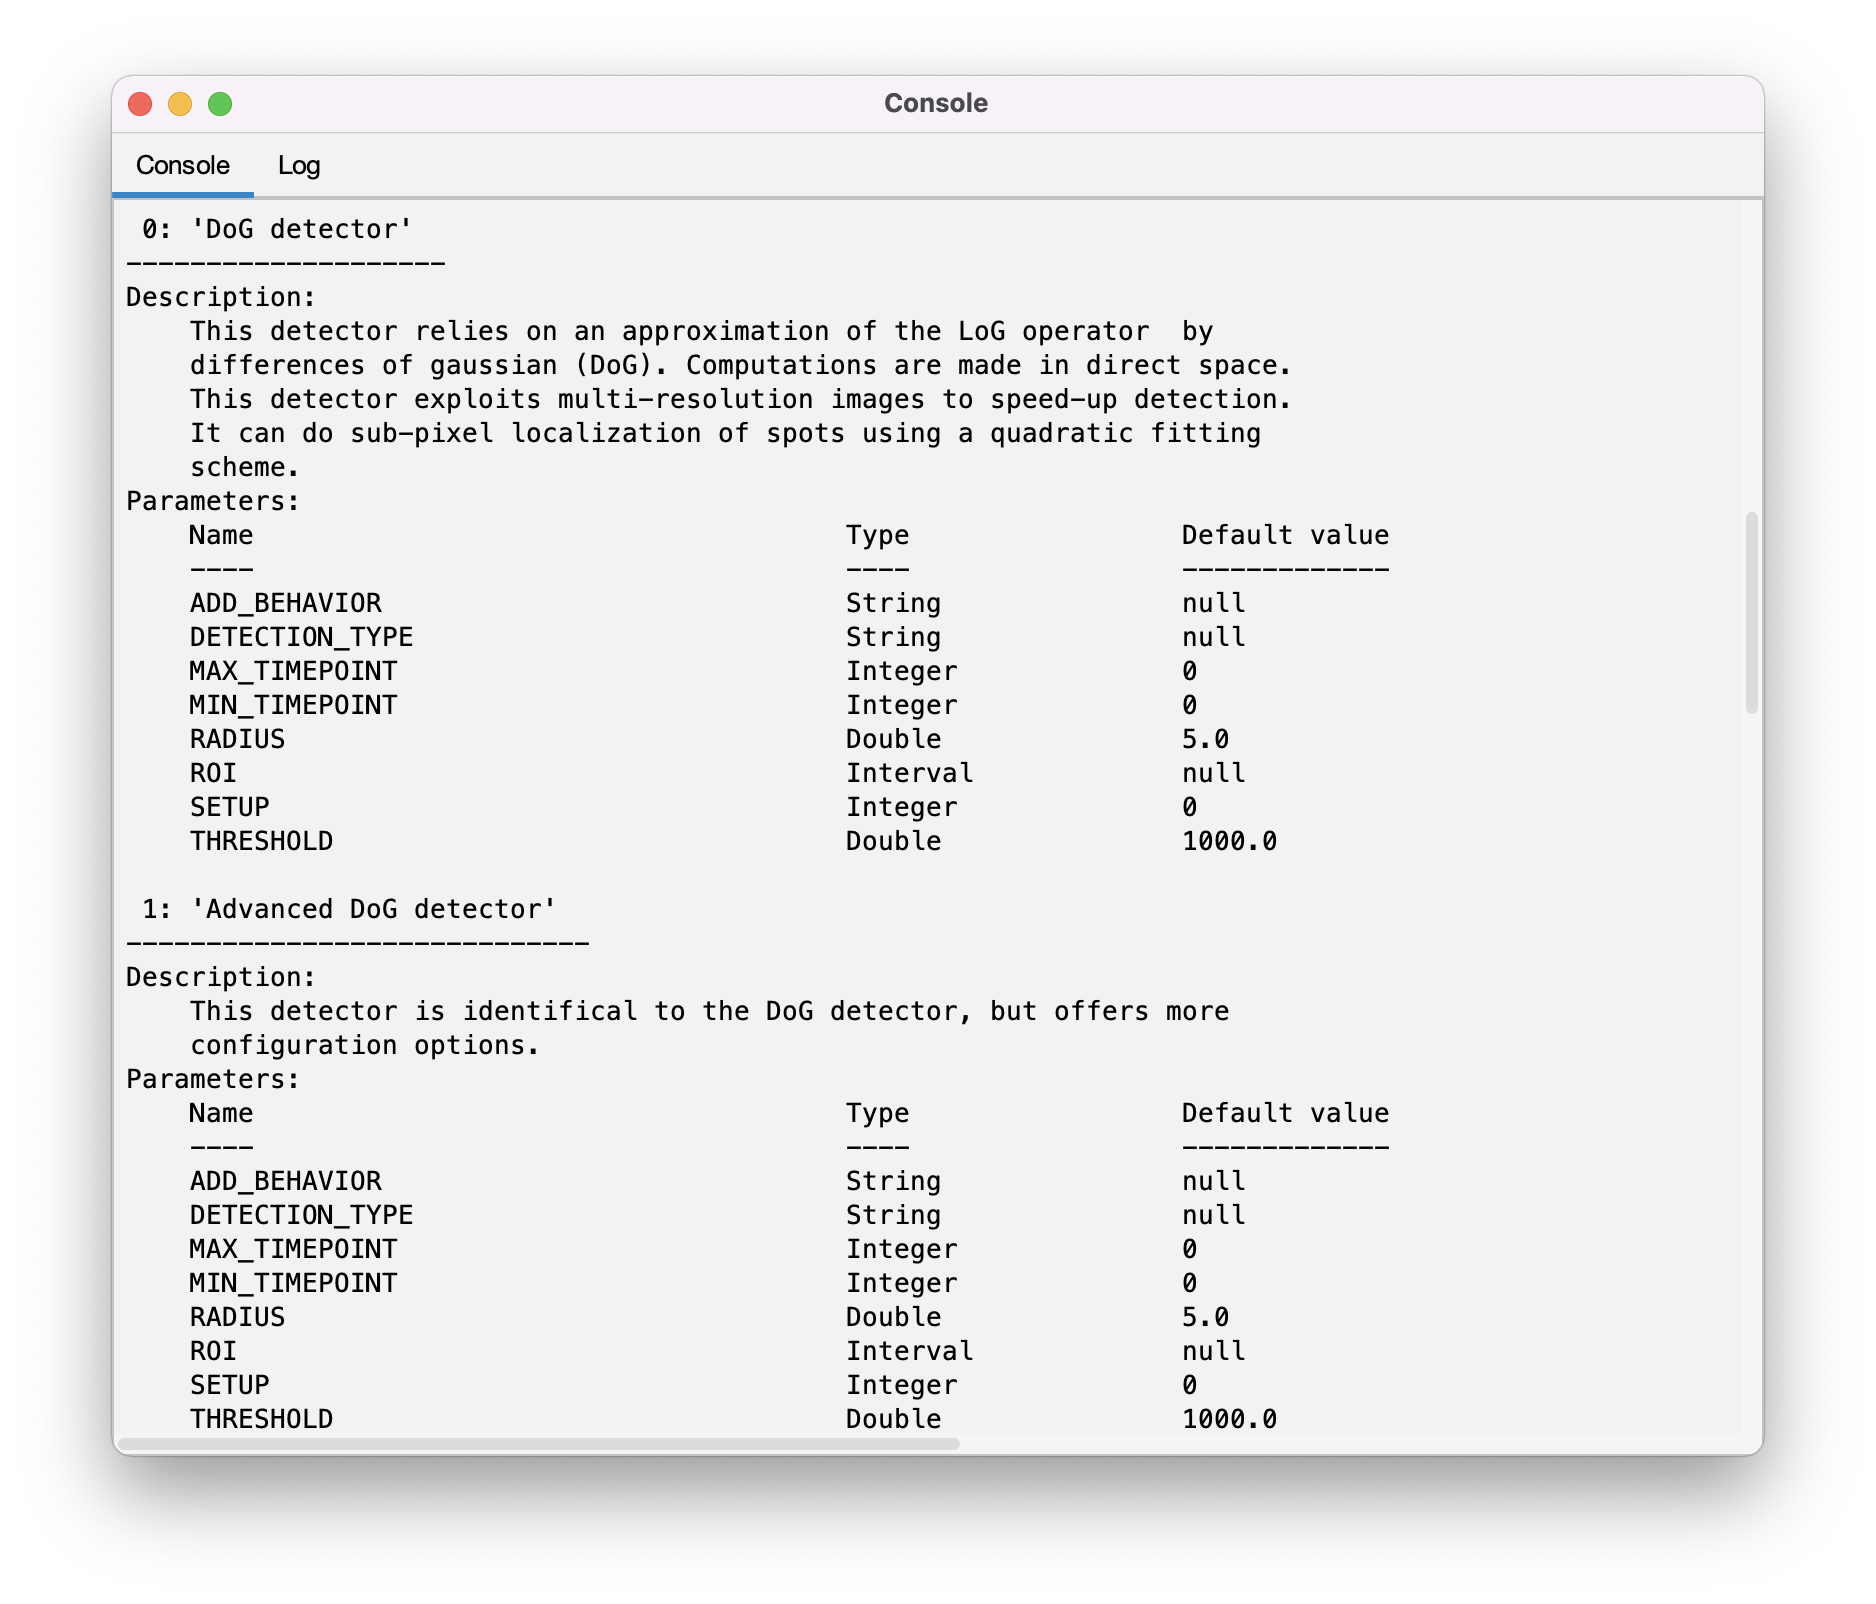 Console
Console Log
0: 'DoG detector'
--------------------
Description:
This detector relies on an approximation of the LoG operator  by
differences of gaussian (DoG). Computations are made in direct space.
This detector exploits multi-resolution images to speed-up detection.
It can do sub-pixel localization of spots using a quadratic fitting
scheme.
Parameters:
Name Type Default value
---- ---- -------------
ADD_BEHAVIOR String null
DETECTION_TYPE String null
MAX_TIMEPOINT Integer 0
MIN_TIMEPOINT Integer 0
RADIUS Double 5.0
ROI Interval null
SETUP Integer 0
THRESHOLD Double 1000.0
1: 'Advanced DoG detector'
-----------------------------
Description:
This detector is identifical to the DoG detector, but offers more
configuration options.
Parameters:
Name Type Default value
---- ---- -------------
ADD_BEHAVIOR String null
DETECTION_TYPE String null
MAX_TIMEPOINT Integer 0
MIN_TIMEPOINT Integer 0
RADIUS Double 5.0
ROI Interval null
SETUP Integer 0
THRESHOLD Double 1000.0